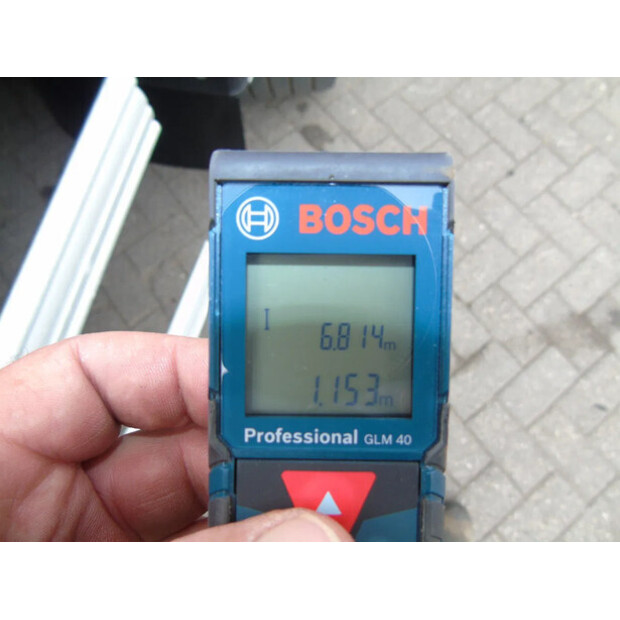 BOSCH
6.814m
1.153m
Professional GLM 40